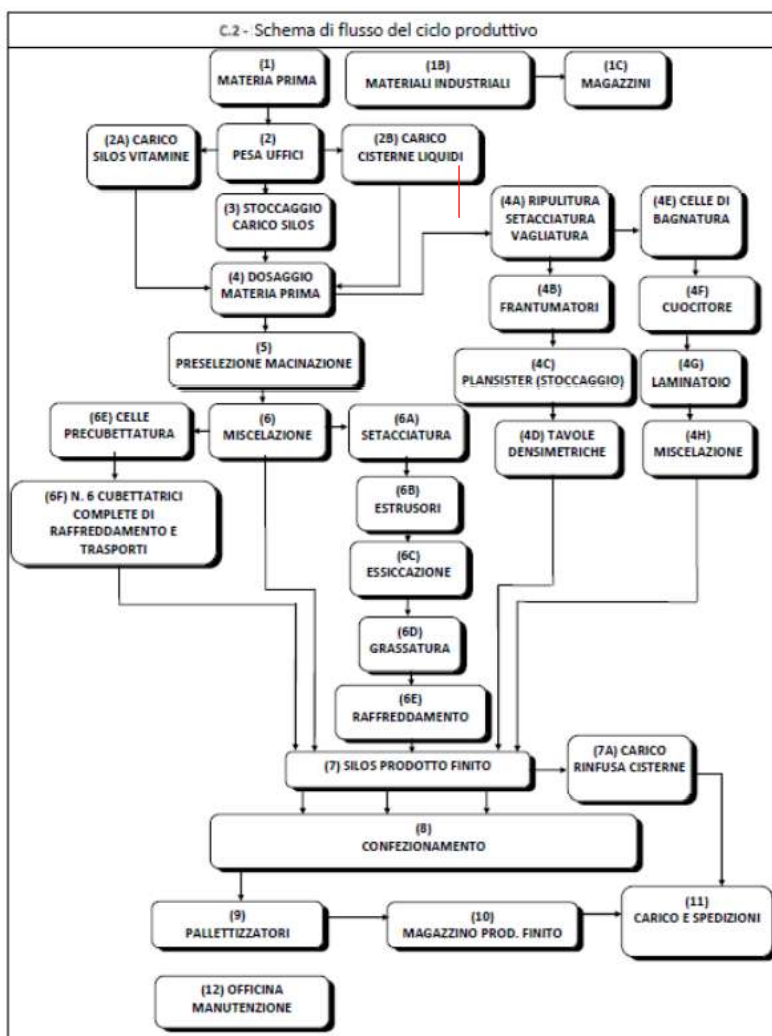 C.2 - Schema di flusso del ciclo produttivo
(1)
MATERIA PRIMA
(1B)
MATERIALI INDUSTRIALI
(1C)
MAGAZZINI
(2A) CARICO
SILOS VITAMINE
(2)
PESA UFFICI
(2B) CARICO
CISTERNE LIQUIDI
(3) STOCCAGGIO
CARICO SILOS
(4A) RIPULITURA
SETACCIATURA
VAGLIATURA
(4E) CELLE DI
BAGNATURA
(4) DOSAGGIO
MATERIA PRIMA
(4B)
FRANTUMATORI
(4F)
CUOCITORE
(5)
PRESELEZIONE MACINAZIONE
(4C)
PLANSISTER (STOCCAGGIO)
(4G)
LAMINATOIO
(6E) CELLE
PRECUBETTATURA
(6)
MISCELAZIONE
(6A)
SETACCIATURA
(4D) TAVOLE
DENSIMETRICHE
(4H)
MISCELAZIONE
(6F) N. 6 CUBETTATRICI
COMPLETE DI
RAFFREDDAMENTO E
TRASPORTI
(6B)
ESTRUSORI
(6C)
ESSICCAZIONE
(6D)
GRASSATURA
(6E)
RAFFREDDAMENTO
(7) SILOS PRODOTTO FINITO
(7A) CARICO
RINFUSA CISTERNE
(8)
CONFEZIONAMENTO
(9)
PALLETTIZZATORI
(10)
MAGAZZINO PROD. FINITO
(11)
CARICO E SPEDIZIONI
(12) OFFICINA
MANUTENZIONE